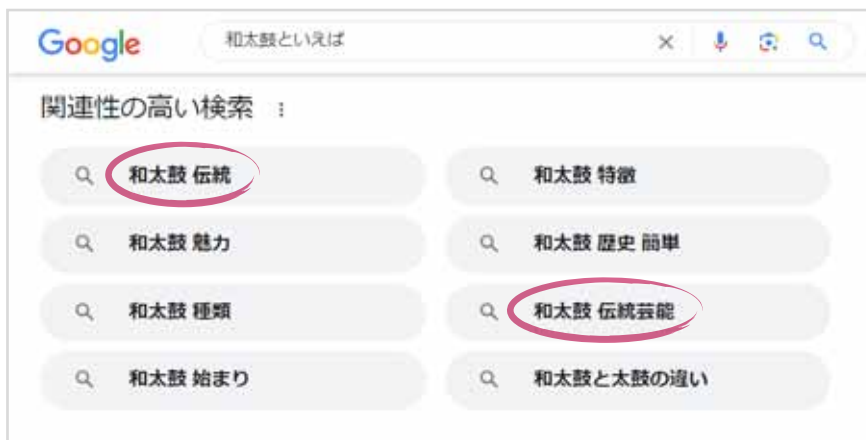 Google
和太鼓といえば
関連性の高い検索
和太鼓 伝統
和太鼓 特徴
和太鼓 魅力
和太鼓 歴史 簡単
和太鼓 種類
和太鼓 伝統芸能
和太鼓 始まり
和太鼓と太鼓の違い